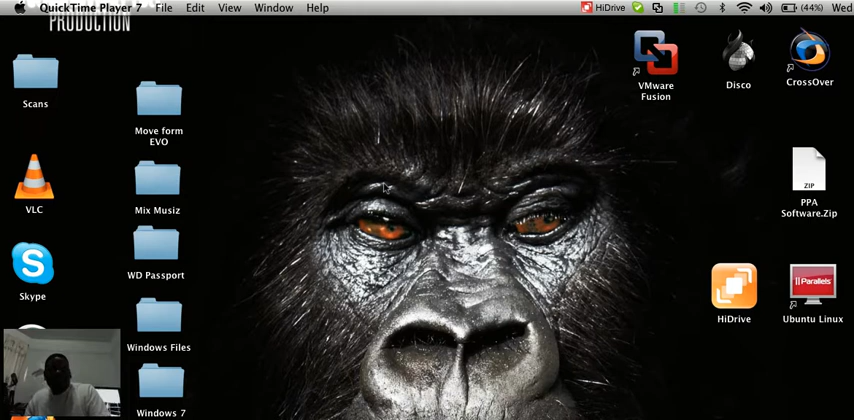 QuickTime Player 7 File Edit View Window Help HiDrive (44%) Wed
PRODUCTION
Scans
Move form
EVO
VMware
Fusion
Disco
CrossOver
VLC
Mix Musiz
ZIP
PPA
Software.Zip
WD Passport
S
Skype
Windows Files
HiDrive
Parallels
Ubuntu Linux
Windows 7